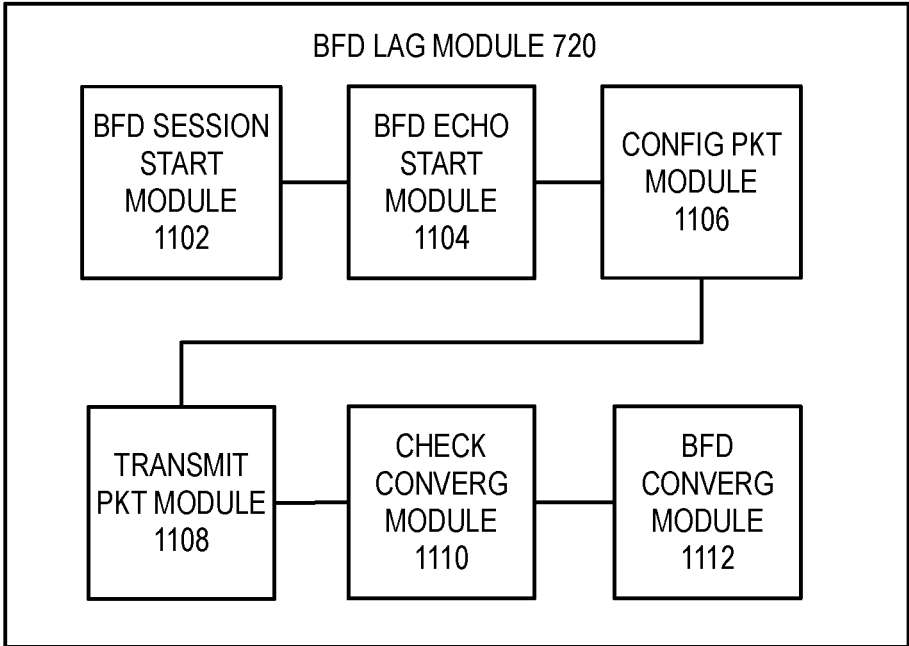 BFD LAG MODULE 720
BFD SESSION
START
MODULE
1102
BFD ECHO
START
MODULE
1104
CONFIG PKT
MODULE
1106
TRANSMIT
PKT MODULE
1108
CHECK
CONVERG
MODULE
1110
BFD
CONVERG
MODULE
1112